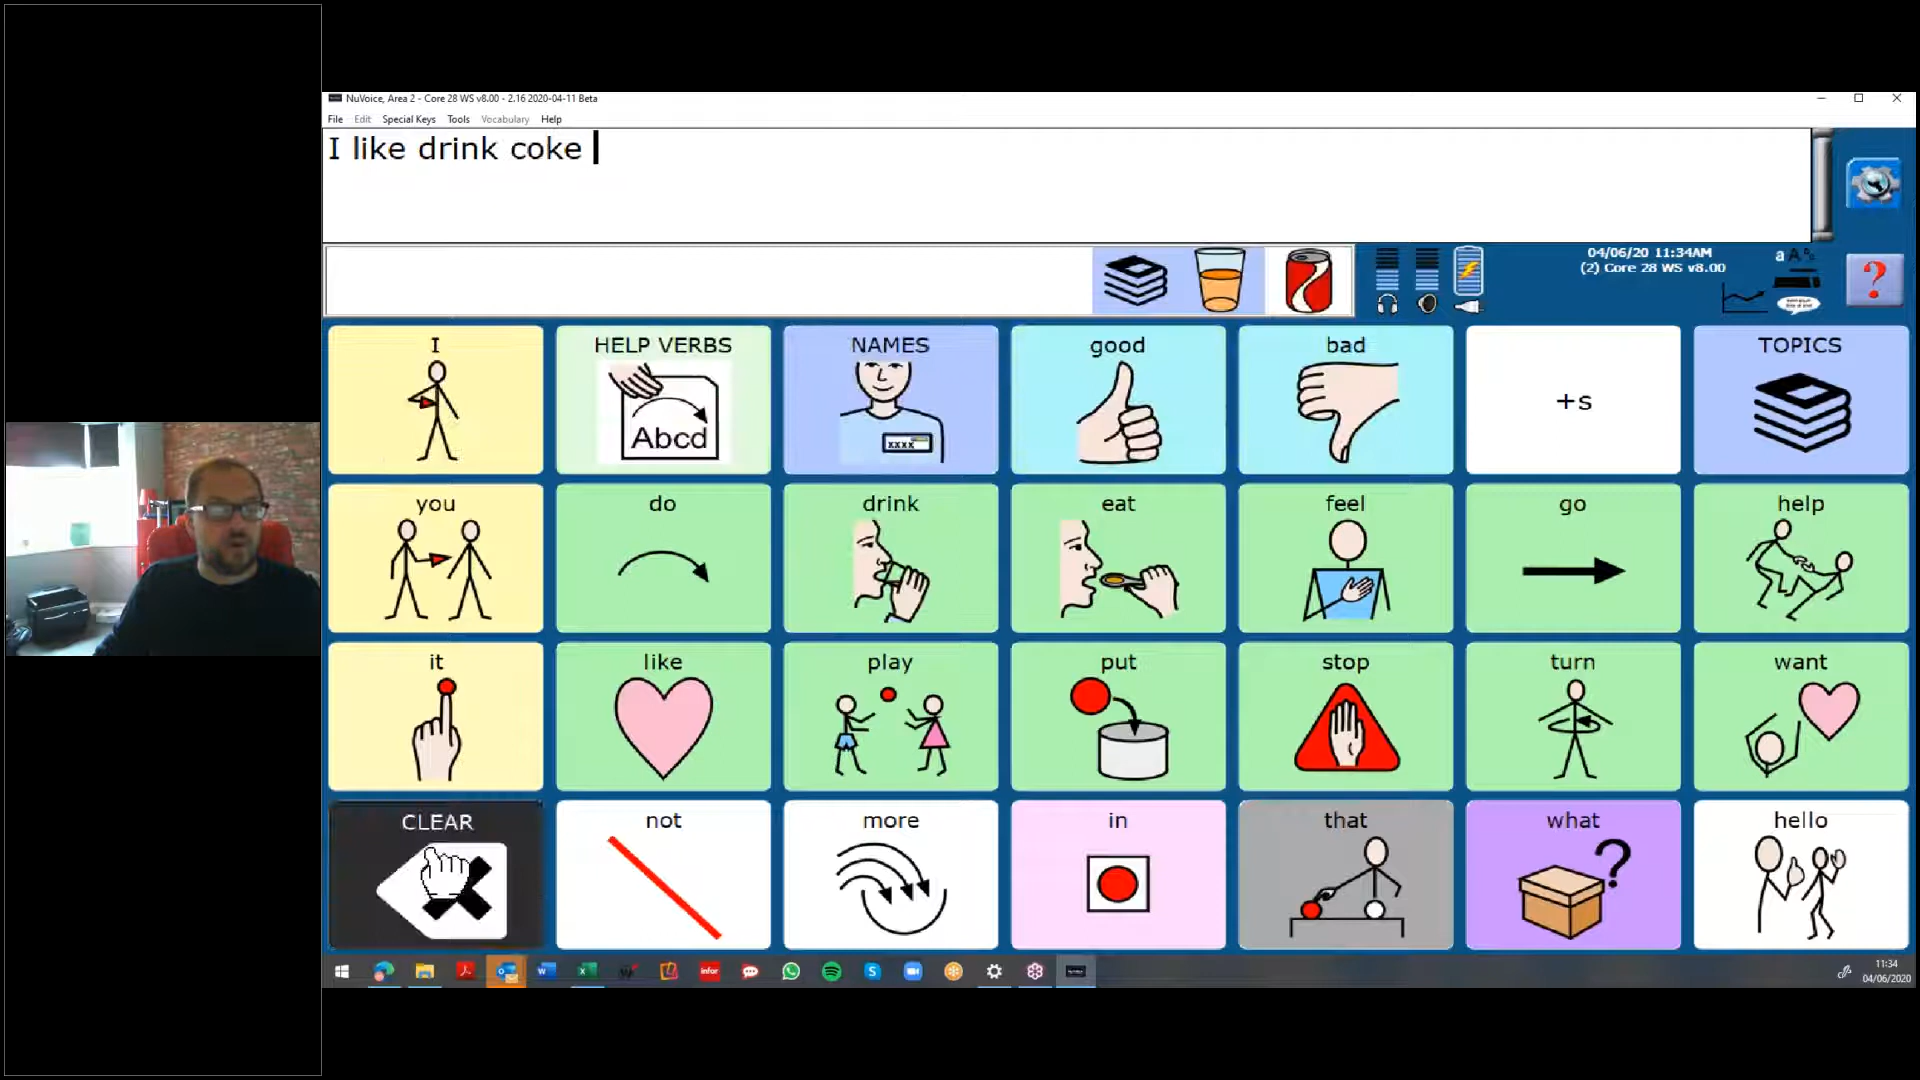 NuVoice, Area 2 - Core 28 WS v8.00 - 2.16 2020-04-11 Beta
File Edit Special Keys Tools Vocabulary Help
I like drink coke
04/06/20 11:34AM
(2) Core 28 WS v8.00
I HELP VERBS NAMES good bad +s TOPICS
Abcd
xxxx
you do drink eat feel go help
it like play put stop turn want
CLEAR not more in that what hello
infor
11:34
04/06/2020